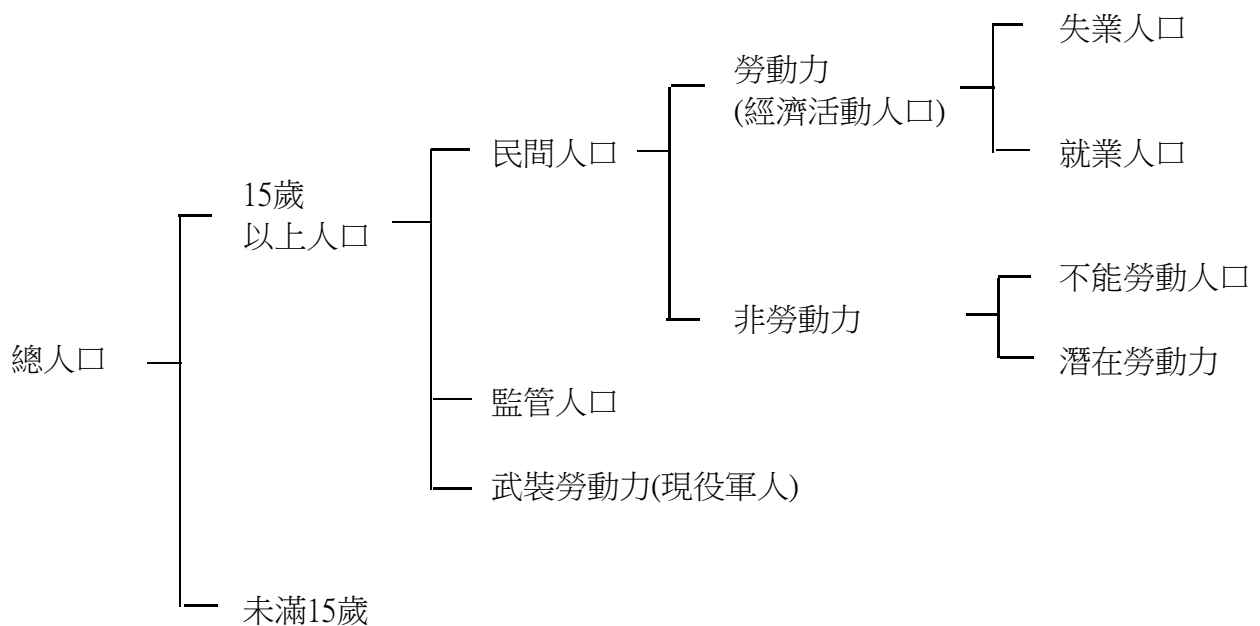 失業人口
勞動力
(經濟活動人口)
民間人口
就業人口
15歲
以上人口
不能勞動人口
非勞動力
總人口
潛在勞動力
監管人口
武裝勞動力(現役軍人)
未滿15歲